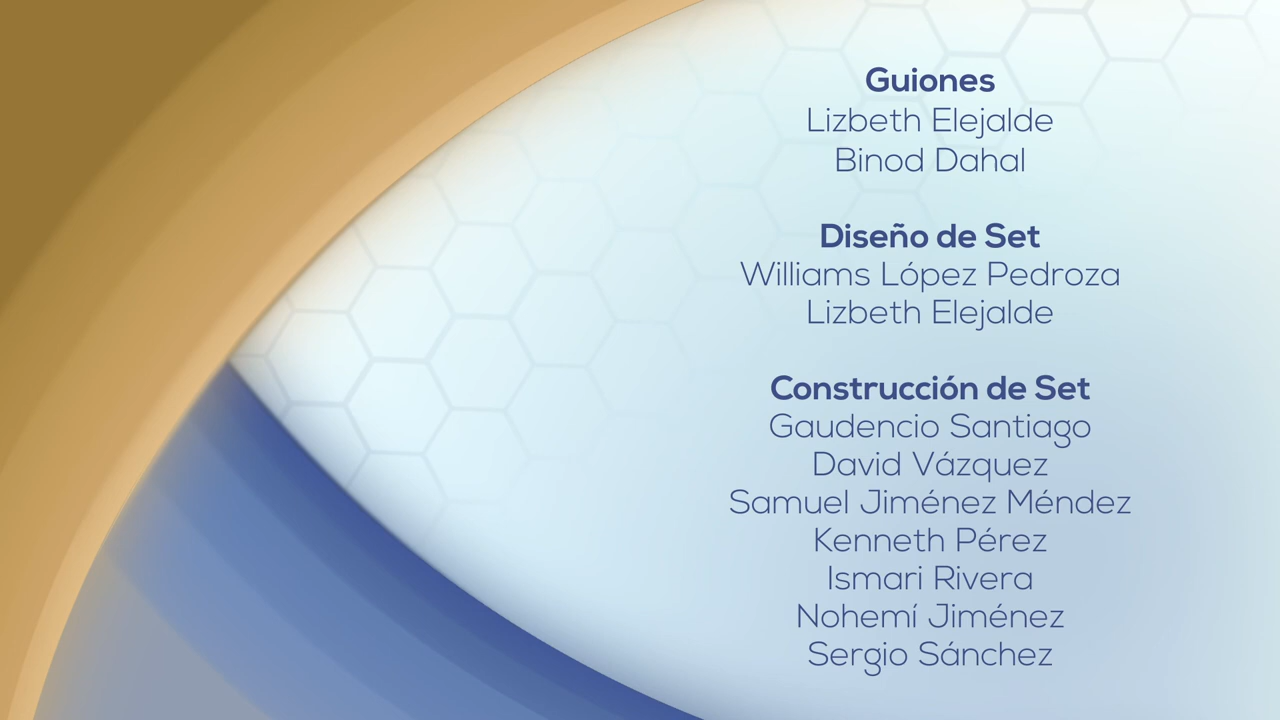 Guiones
Lizbeth Elejalde
Binod Dahal
Diseño de Set
Williams López Pedroza
Lizbeth Elejalde
Construcción de Set
Gaudencio Santiago
David Vázquez
Samuel Jiménez Méndez
Kenneth Pérez
Ismari Rivera
Nohemí Jiménez
Sergio Sánchez